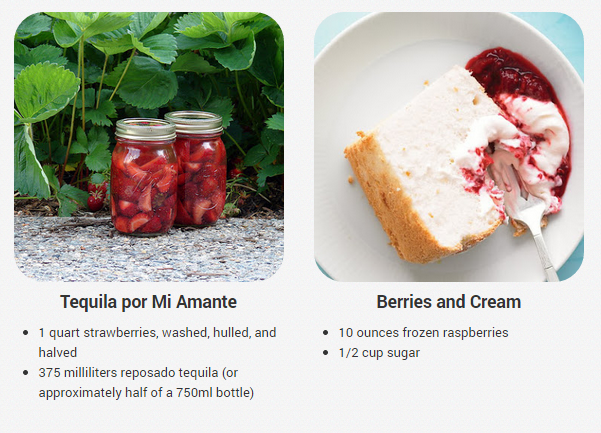 Tequila por Mi Amante
1 quart strawberries, washed, hulled, and
halved
375 milliliters reposado tequila (or
approximately half of a 750ml bottle)
Berries and Cream
10 ounces frozen raspberries
1/2 cup sugar